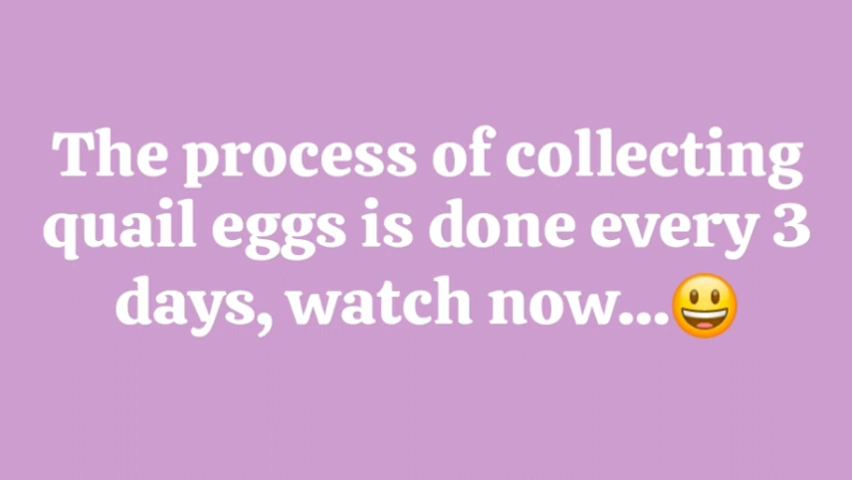 The process of collecting
quail eggs is done every 3
days, watch now...😃